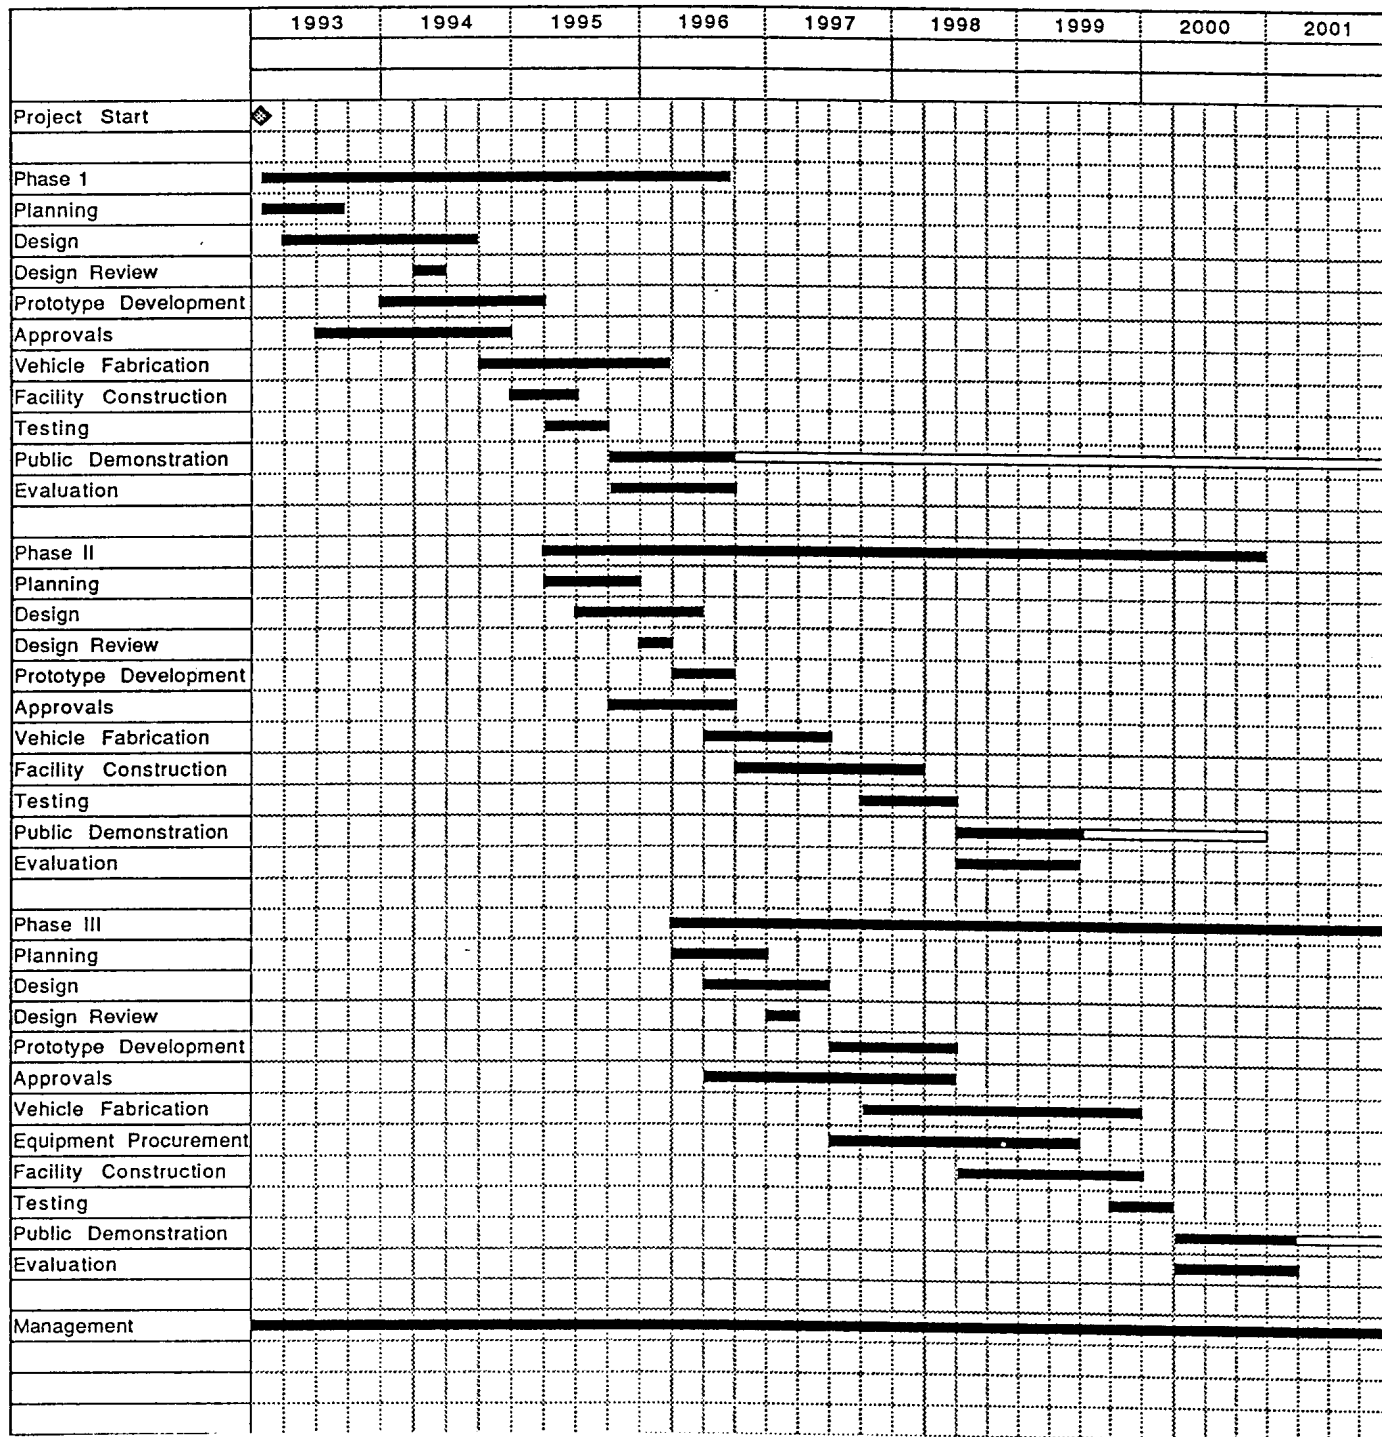 1993 1994 1995 1996 1997 1998 1999 2000 2001
Project Start
Phase 1
Planning
Design
Design Review
Prototype Development
Approvals
Vehicle Fabrication
Facility Construction
Testing
Public Demonstration
Evaluation
Phase II
Planning
Design
Design Review
Prototype Development
Approvals
Vehicle Fabrication
Facility Construction
Testing
Public Demonstration
Evaluation
Phase III
Planning
Design
Design Review
Prototype Development
Approvals
Vehicle Fabrication
Equipment Procurement
Facility Construction
Testing
Public Demonstration
Evaluation
Management